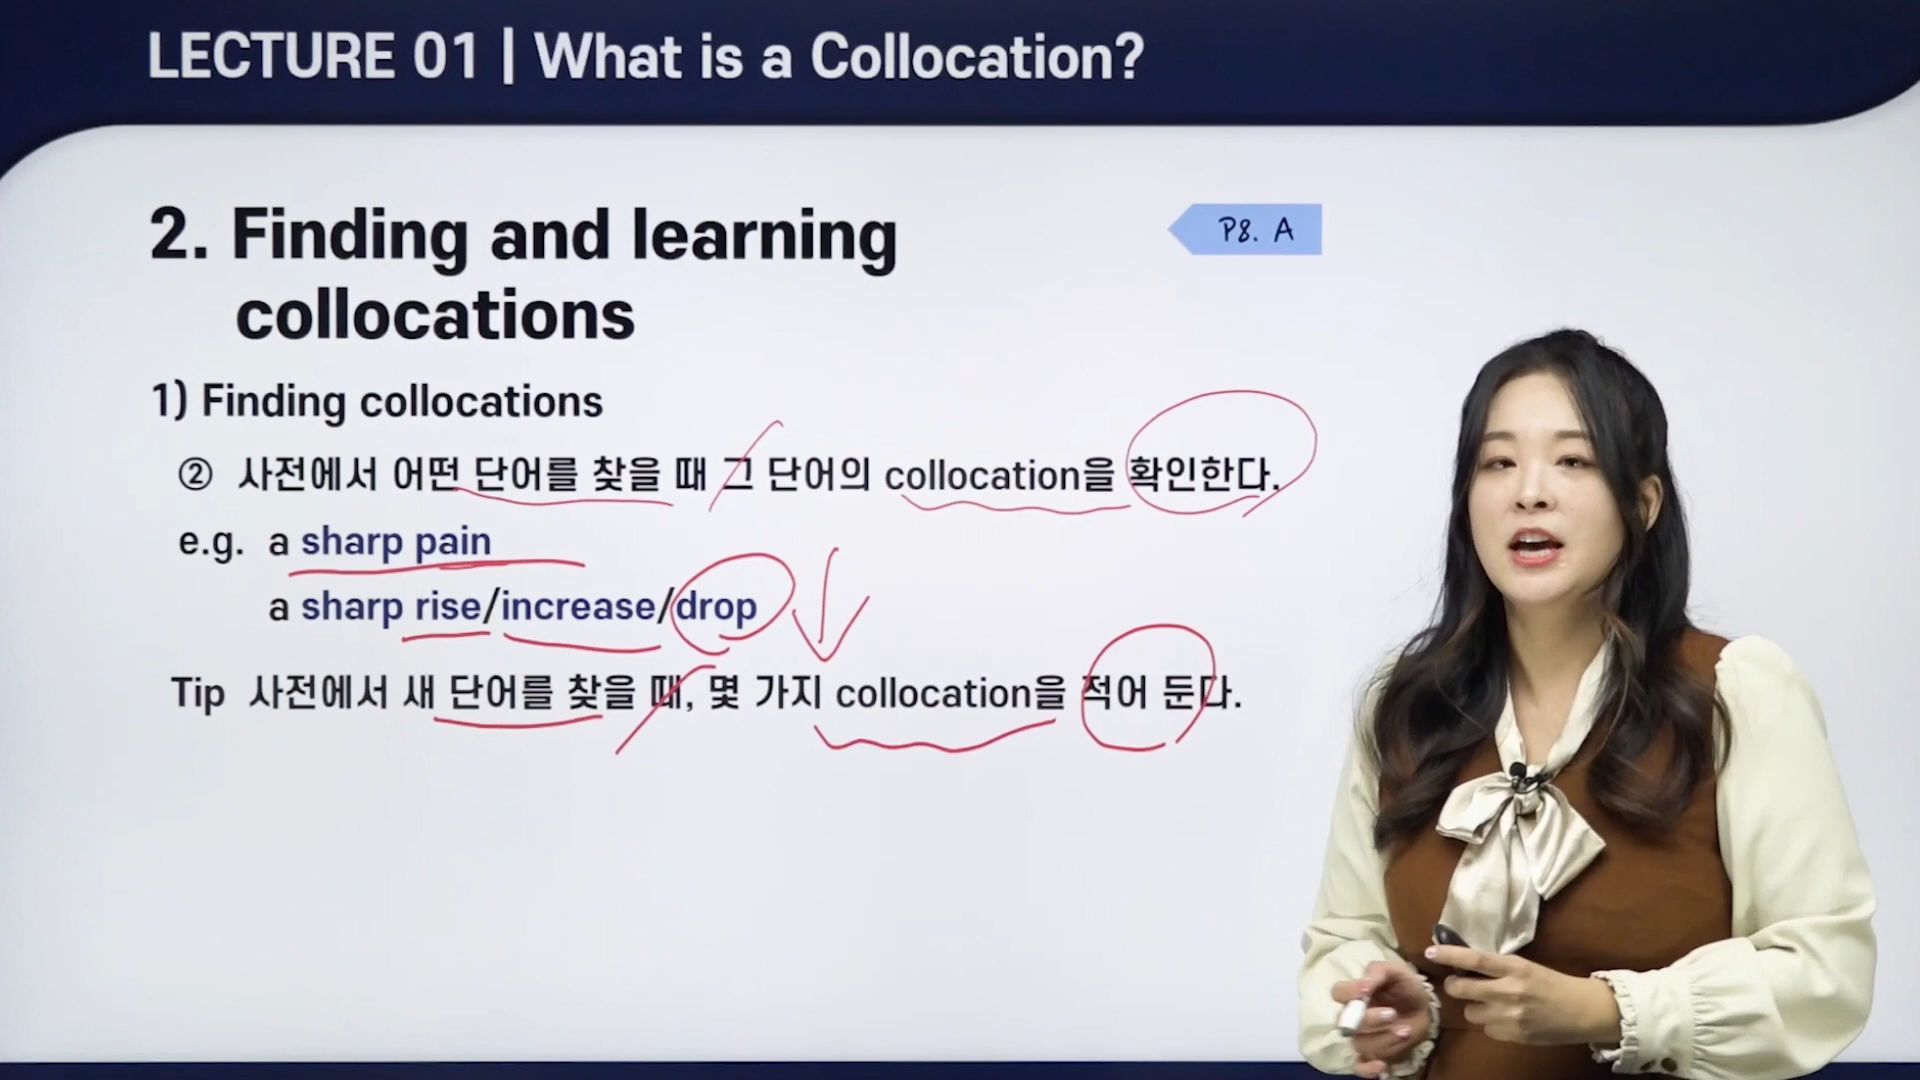 LECTURE 01 | What is a Collocation?
2. Finding and learning
collocations
P8. A
1) Finding collocations
② 사전에서 어떤 단어를 찾을 때 그 단어의 collocation을 확인한다.
e.g. a sharp pain
a sharp rise/increase/drop
Tip 사전에서 새 단어를 찾을 때, 몇 가지 collocation을 적어 둔다.